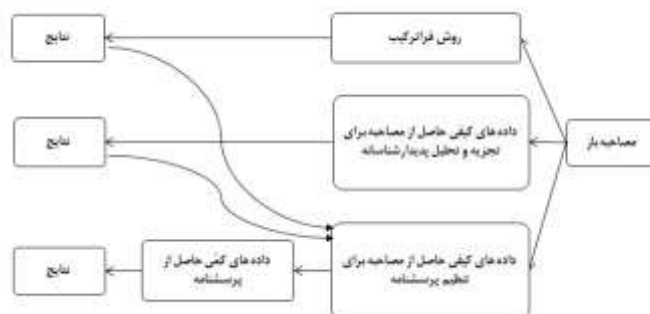 روش فراترکیب
نتایج
مصاحبه باز
داده های کیفی حاصل از مصاحبه برای
تجزیه و تحلیل پدیدارشناسانه
نتایج
داده های کیفی حاصل از مصاحبه برای
تنظیم پرسشنامه
داده های کمّی حاصل از
پرسشنامه
نتایج